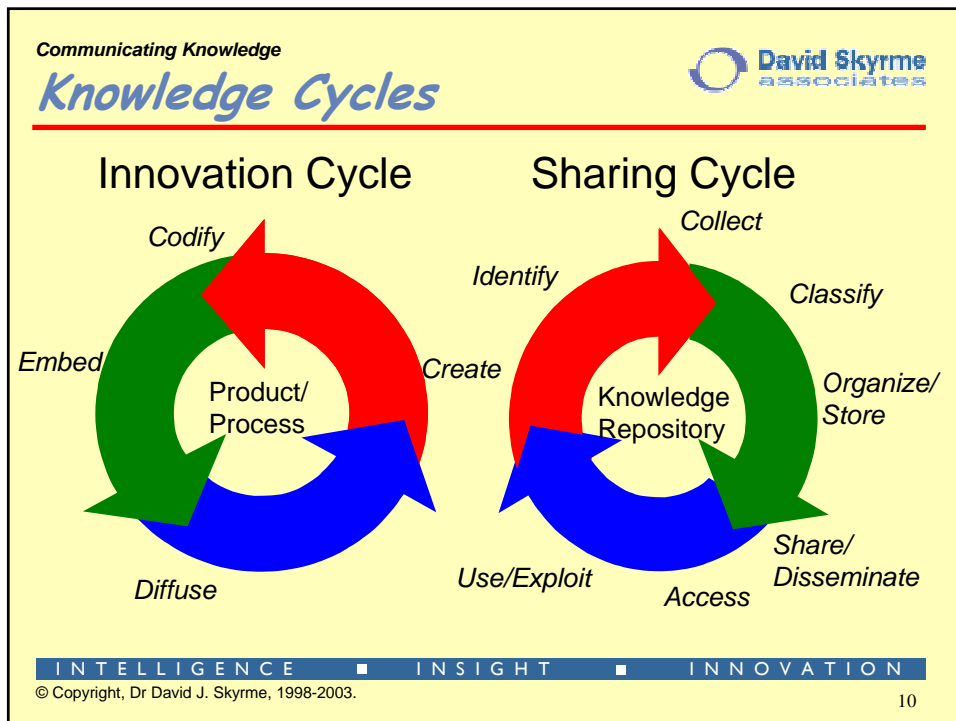 Communicating Knowledge
Knowledge Cycles
David Skyrme
associates
Innovation Cycle
Codify
Embed
Create
Product/
Process
Diffuse
Sharing Cycle
Collect
Identify
Classify
Organize/
Store
Knowledge
Repository
Share/
Disseminate
Use/Exploit
Access
INTELLIGENCE ■ INSIGHT ■ INNOVATION
© Copyright, Dr David J. Skyrme, 1998-2003.
10